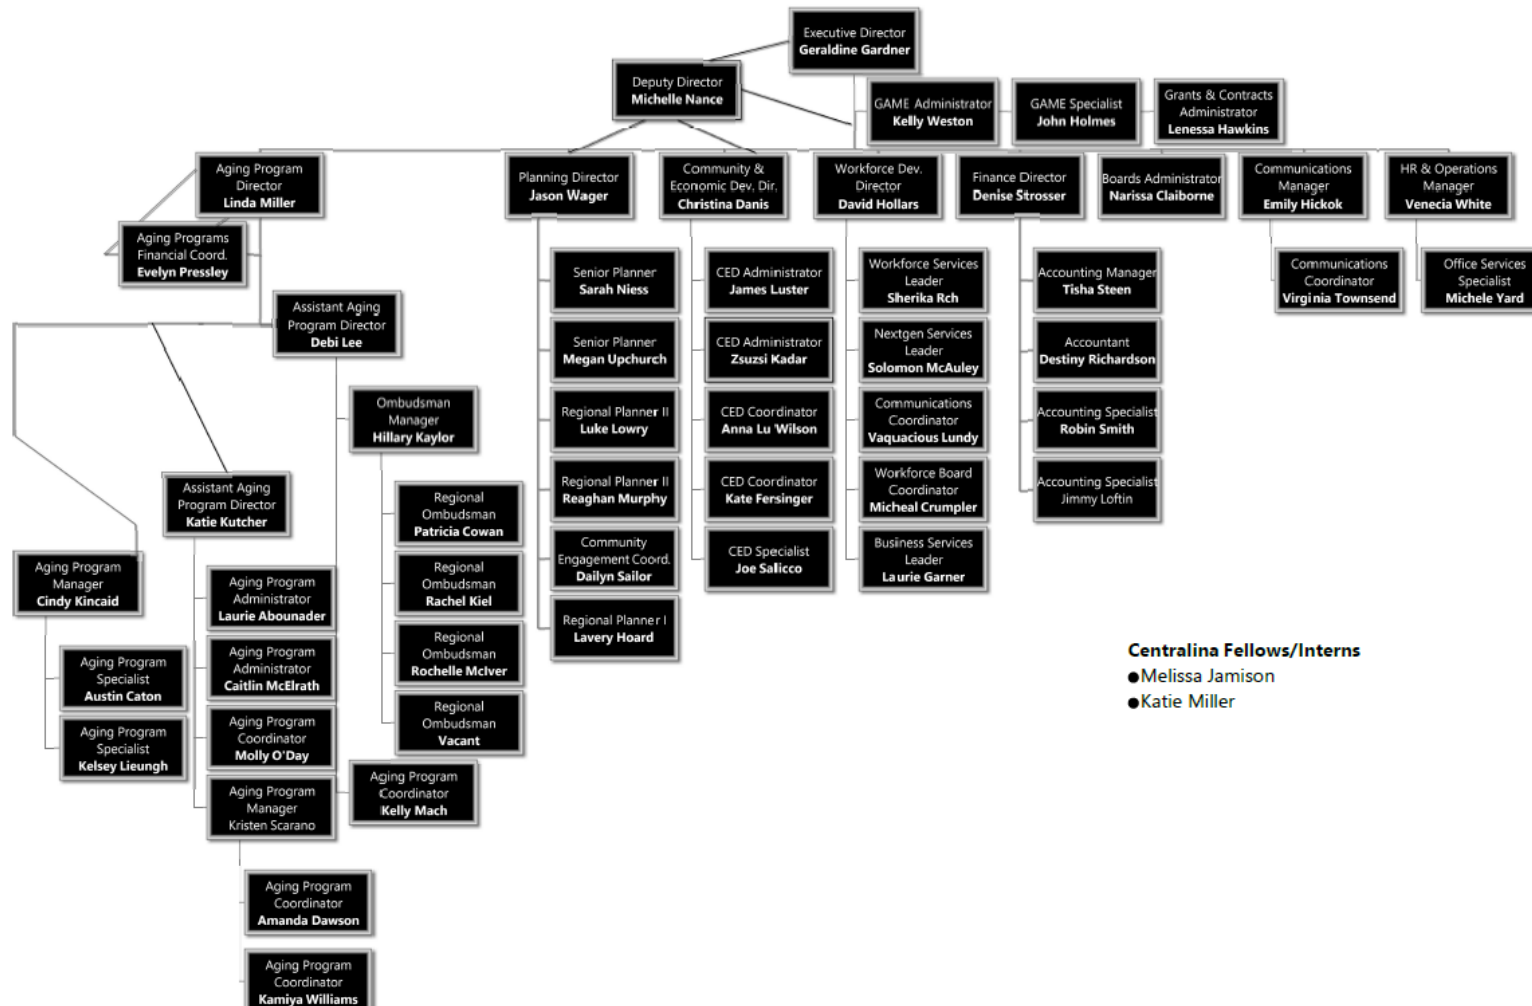 Executive Director
Geraldine Gardner
Deputy Director
Michelle Nance
GAME Administrator
Kelly Weston
GAME Specialist
John Holmes
Grants & Contracts
Administrator
Lenessa Hawkins
Aging Program
Director
Linda Miller
Planning Director
Jason Wager
Community &
Economic Dev. Dir.
Christina Danis
Workforce Dev.
Director
David Hollars
Finance Director
Denise Strosser
Boards Administrator
Narissa Claiborne
Communications
Manager
Emily Hickok
HR & Operations
Manager
Venecia White
Aging Programs
Financial Coord.
Evelyn Pressley
Assistant Aging
Program Director
Debi Lee
Ombudsman
Manager
Hillary Kaylor
Regional
Ombudsman
Patricia Cowan
Regional
Ombudsman
Rachel Kiel
Regional
Ombudsman
Rochelle McIver
Regional
Ombudsman
Vacant
Aging Program
Coordinator
Kelly Mach
Assistant Aging
Program Director
Katie Kutcher
Aging Program
Administrator
Laurie Abounader
Aging Program
Administrator
Caitlin McElrath
Aging Program
Coordinator
Molly O'Day
Aging Program
Manager
Kristen Scarano
Aging Program
Coordinator
Amanda Dawson
Aging Program
Coordinator
Kamiya Williams
Aging Program
Manager
Cindy Kincaid
Aging Program
Specialist
Austin Caton
Aging Program
Specialist
Kelsey Lieungh
Senior Planner
Sarah Niess
Senior Planner
Megan Upchurch
Regional Planner II
Luke Lowry
Regional Planner II
Reaghan Murphy
Community
Engagement Coord.
Dailyn Sailor
Regional Planner I
Lavery Hoard
CED Administrator
James Luster
CED Administrator
Zsuzsi Kadar
CED Coordinator
Anna Lu Wilson
CED Coordinator
Kate Fersinger
CED Specialist
Joe Salicco
Workforce Services
Leader
Sherika Rch
Nextgen Services
Leader
Solomon McAuley
Communications
Coordinator
Vaquacious Lundy
Workforce Board
Coordinator
Micheal Crumpler
Business Services
Leader
Laurie Garner
Accounting Manager
Tisha Steen
Accountant
Destiny Richardson
Accounting Specialist
Robin Smith
Accounting Specialist
Jimmy Loftin
Communications
Coordinator
Virginia Townsend
Office Services
Specialist
Michele Yard
Centralina Fellows/Interns
●Melissa Jamison
●Katie Miller